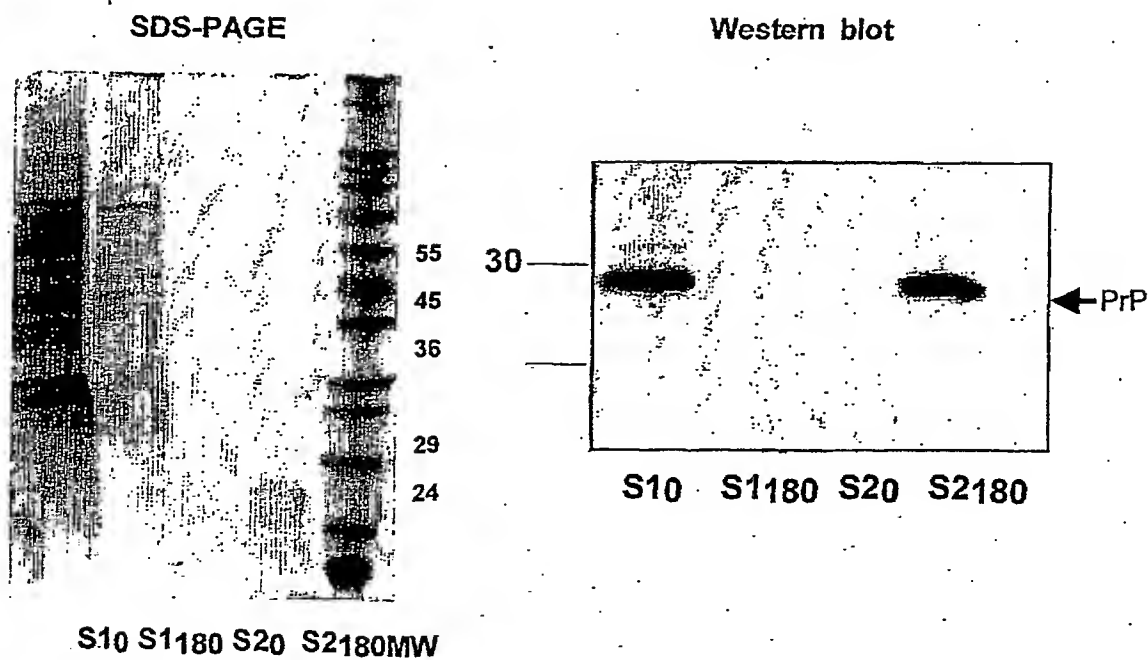 SDS-PAGE
Western blot
55
45
36
29
24
30
PrP
S10 S1180 S20 S2180MW
S10 S1180 S20 S2180